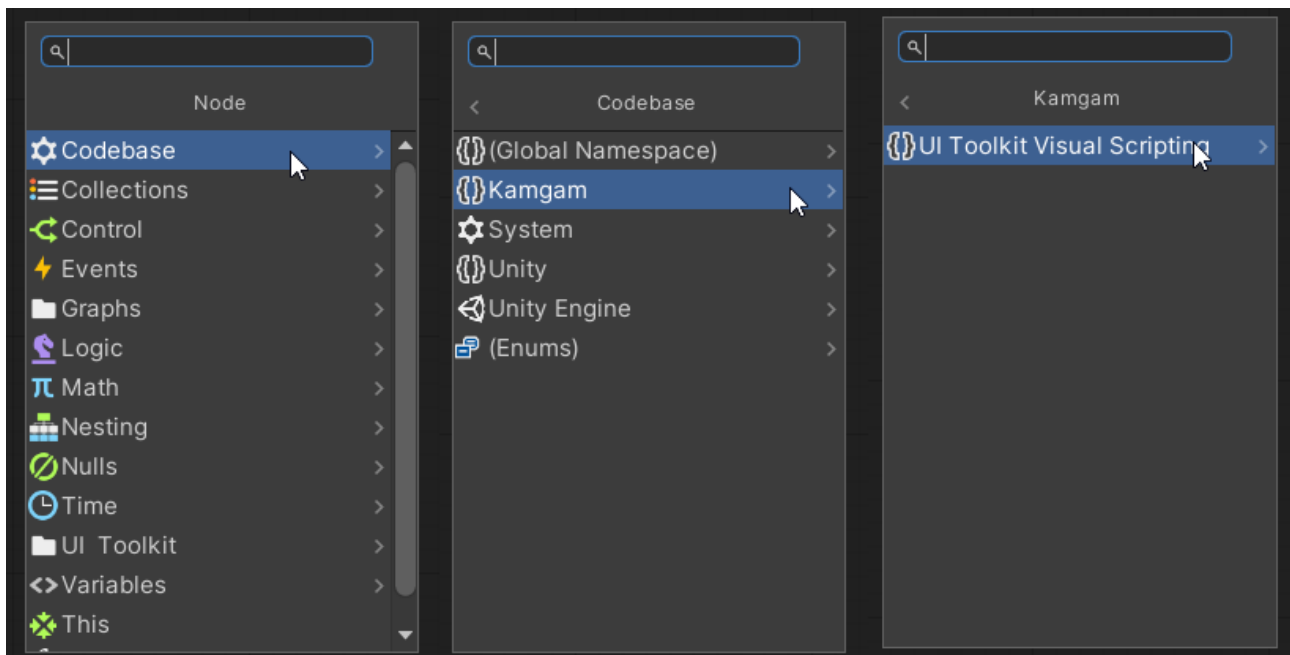 Node
Codebase
Collections
Control
Events
Graphs
Logic
Math
Nesting
Nulls
Time
UI Toolkit
Variables
This
Codebase
(Global Namespace)
Kamgam
System
Unity
Unity Engine
(Enums)
Kamgam
UI Toolkit Visual Scripting